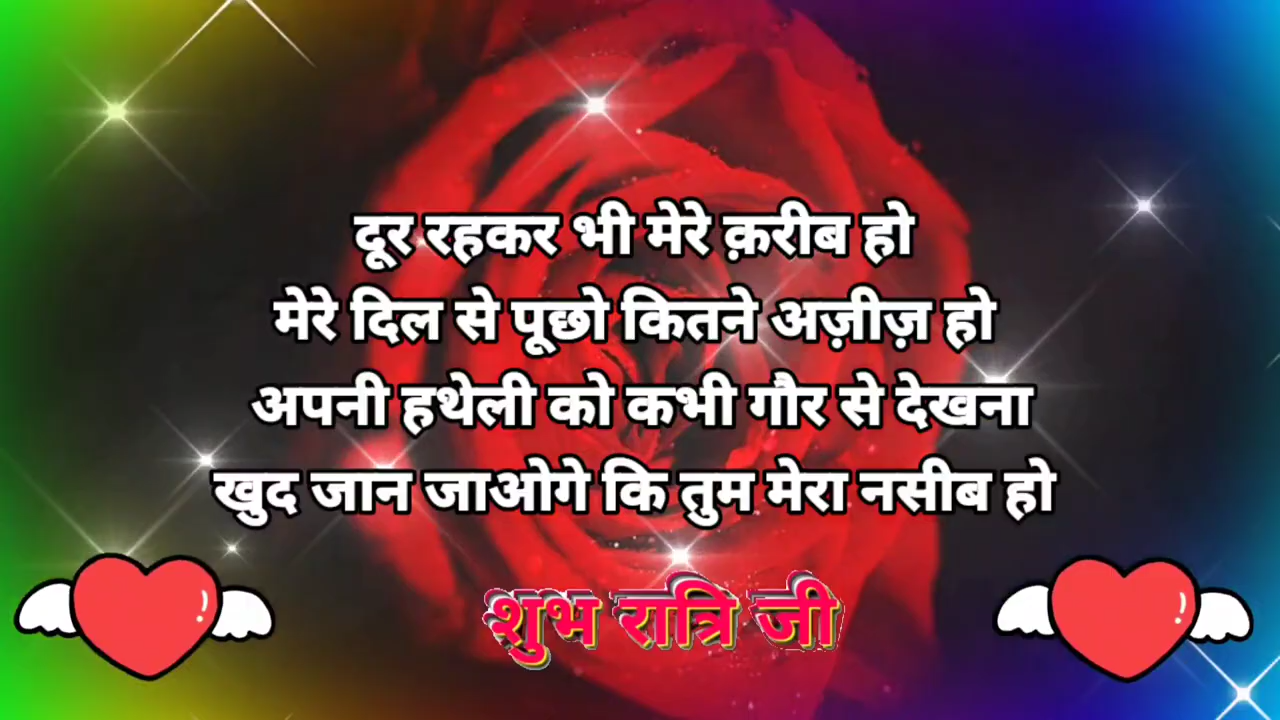 दूर रहकर भी मेरे क़रीब हो
मेरे दिल से पूछो कितने अज़ीज़ हो
अपनी हथेली को कभी गौर से देखना
खुद जान जाओगे कि तुम मेरा नसीब हो
शुभ रात्रि जी